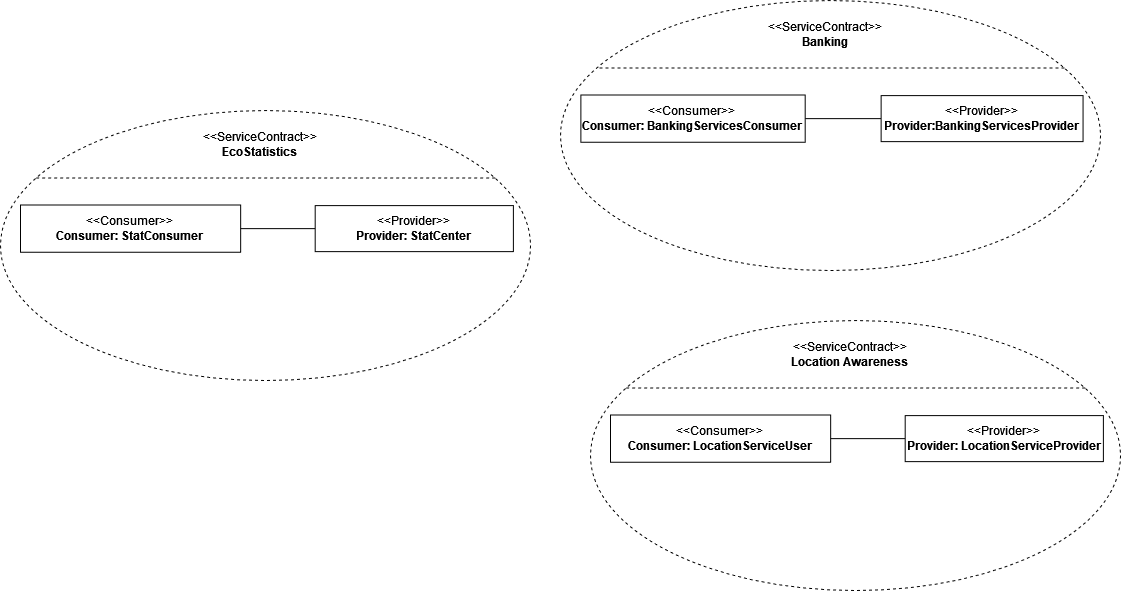 <<ServiceContract>>
EcoStatistics
<<Consumer>>
Consumer: StatConsumer
<<Provider>>
Provider: StatCenter
<<ServiceContract>>
Banking
<<Consumer>>
Consumer: BankingServicesConsumer
<<Provider>>
Provider:BankingServicesProvider
<<ServiceContract>>
Location Awareness
<<Consumer>>
Consumer: LocationServiceUser
<<Provider>>
Provider: LocationServiceProvider